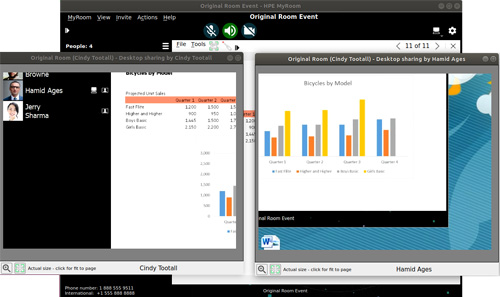 Original Room Event - HPE MyRoom
MyRoom View Invite Actions Help
Original Room Event
People: 4
File Tools
11 of 11
Original Room (Cindy Tootall) - Desktop sharing by Cindy Tootall
Browne
Hamid Ages
Jerry
Sharma
Bicycles by Model
Projected Unit Sales
Quarter 1 Quarter 2 Quarter
Fast Film 1,200 1,500 1,5
Higher and Higher 900 950 1,0
Boys Basic 1,445 1,500 1,7
Girls Basic 2,150 2,200 2,7
2,000
1,500
1,000
500
0
Actual size - click for fit to page
Cindy Tootall
Original Room (Cindy Tootall) - Desktop sharing by Hamid Ages
Bicycles by Model
Quarter 1 Quarter 2 Quarter 3 Quarter 4
Fast Film Higher and Higher Boys Basic Girls Basic
inal Room Event
Actual size - click for fit to page
Hamid Ages
Phone number: 1 888 555 9511
International: +1 555 888 8888
Original Room Event